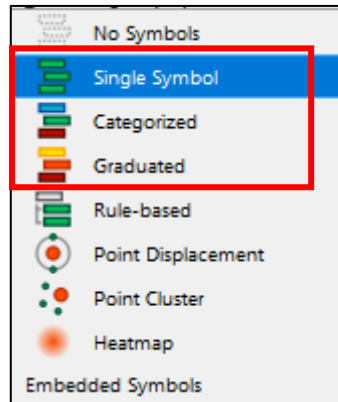 No Symbols
Single Symbol
Categorized
Graduated
Rule-based
Point Displacement
Point Cluster
Heatmap
Embedded Symbols